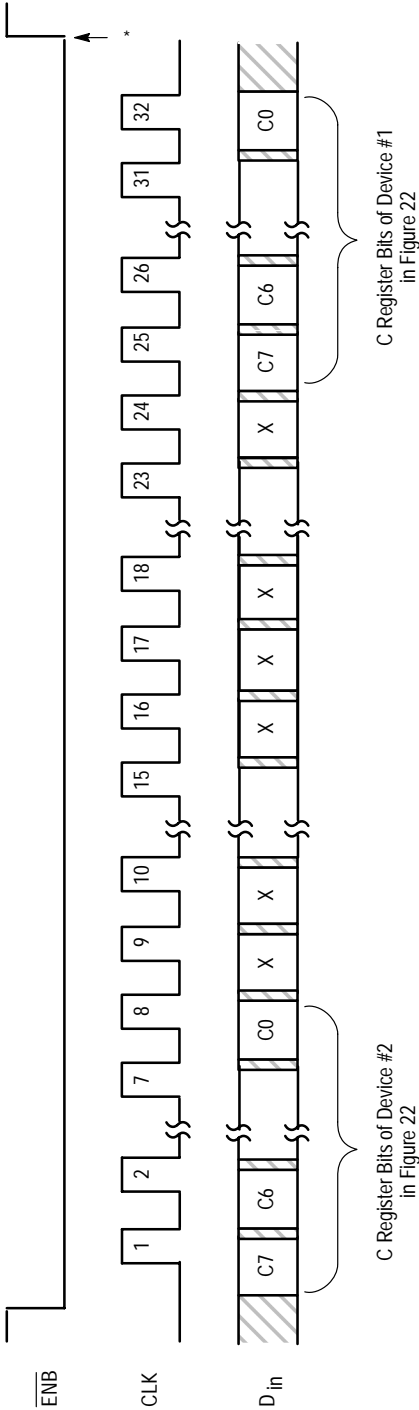 ENB
*
CLK
1 2 7 8 9 10 15 16 17 18 23 24 25 26 31 32
D in
C7 C6 C0 X X X X X X C7 C6 C0
C Register Bits of Device #2
in Figure 22
C Register Bits of Device #1
in Figure 22